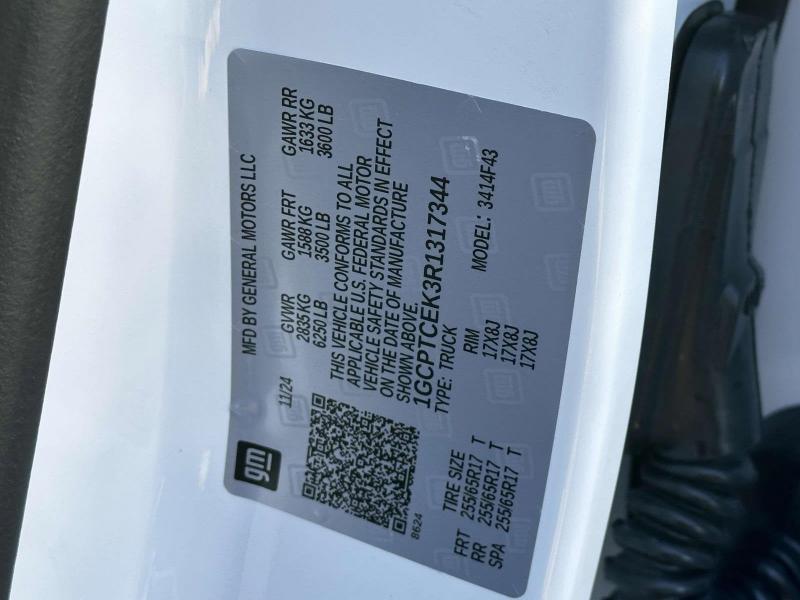 gm
MFD BY GENERAL MOTORS LLC
11/24
GVWR GAWR FRT GAWR RR
2835 KG 1588 KG 1633 KG
6250 LB 3500 LB 3600 LB
THIS VEHICLE CONFORMS TO ALL
APPLICABLE U.S. FEDERAL MOTOR
VEHICLE SAFETY STANDARDS IN EFFECT
ON THE DATE OF MANUFACTURE
SHOWN ABOVE.
1GCPTCEK3R1317344
TYPE: TRUCK MODEL: 3414F43
8624
TIRE SIZE RIM
FRT 255/65R17 T 17X8J
RR 255/65R17 T 17X8J
SPA 255/65R17 T 17X8J